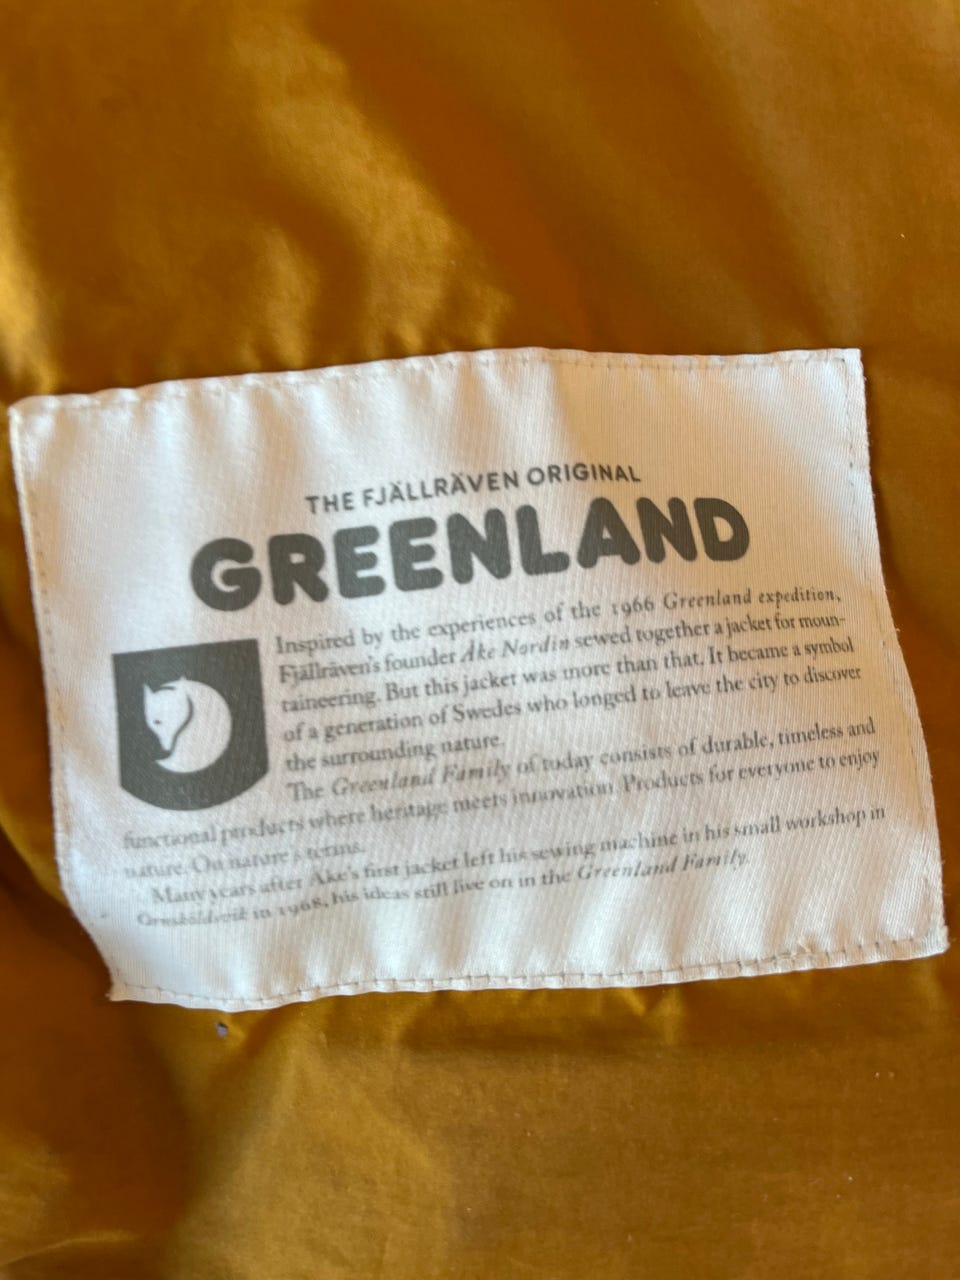 THE FJÄLLRÄVEN ORIGINAL
GREENLAND
Inspired by the experiences of the 1966 Greenland expedition,
Fjällräven's founder Åke Nordin sewed together a jacket for moun-
taineering. But this jacket was more than that. It became a symbol
of a generation of Swedes who longed to leave the city to discover
the surrounding nature.
The Greenland Family of today consists of durable, timeless and
functional products where heritage meets innovation. Products for everyone to enjoy
nature. On nature's terms.
Many years after Åke's first jacket left his sewing machine in his small workshop in
Örnsköldsvik in 1968, his ideas still live on in the Greenland Family.